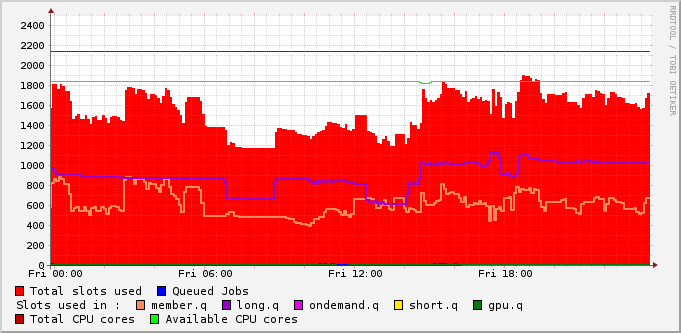 RRDTOOL / TOBI OETIKER
2400
2200
2000
1800
1600
1400
1200
1000
800
600
400
200
0
Fri 00:00 Fri 06:00 Fri 12:00 Fri 18:00
Total slots used Queued Jobs
Slots used in : member.q long.q ondemand.q short.q gpu.q
Total CPU cores Available CPU cores